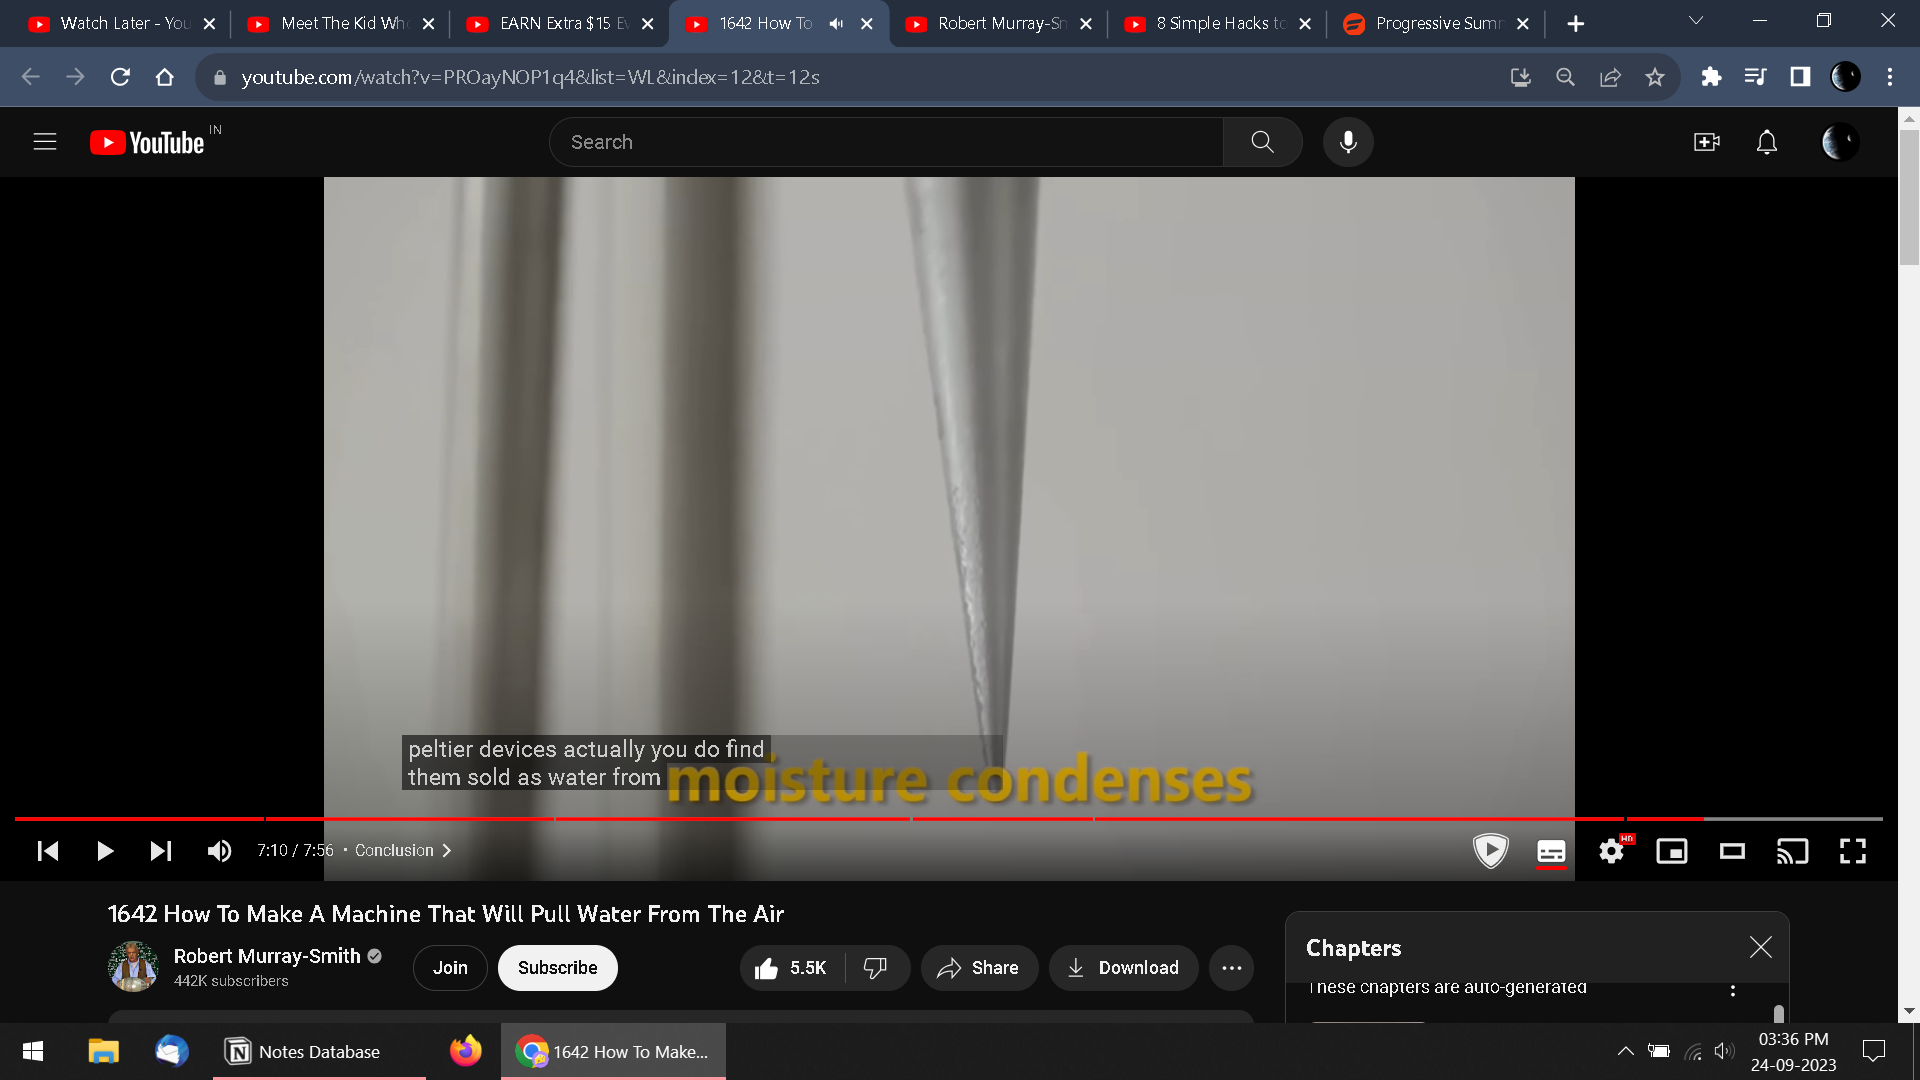 Watch Later - You
Meet The Kid Who
EARN Extra $15 Ev
1642 How To
Robert Murray-Sm
8 Simple Hacks to
Progressive Summ
youtube.com/watch?v=PROayNOP1q4&list=WL&index=12&t=12s
YouTube IN
Search
peltier devices actually you do find
them sold as water from
moisture condenses
7:10 / 7:56 • Conclusion
HD
1642 How To Make A Machine That Will Pull Water From The Air
Robert Murray-Smith
442K subscribers
Join
Subscribe
5.5K
Share
Download
Chapters
These chapters are auto-generated
Notes Database
1642 How To Make...
03:36 PM
24-09-2023